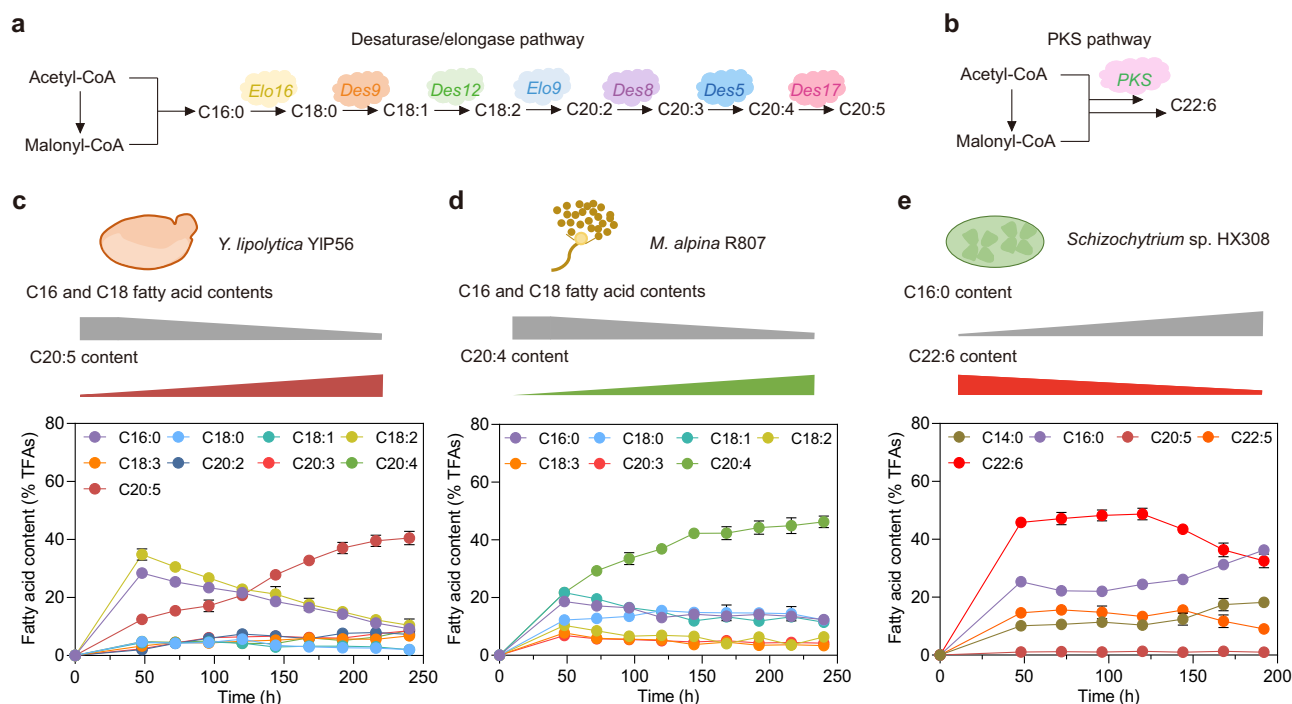 a
Desaturase/elongase pathway
Acetyl-CoA
Malonyl-CoA
Elo16 Des9 Des12 Elo9 Des8 Des5 Des17
C16:0 C18:0 C18:1 C18:2 C20:2 C20:3 C20:4 C20:5
b
PKS pathway
Acetyl-CoA
Malonyl-CoA
PKS
C22:6
c
Y. lipolytica YIP56
C16 and C18 fatty acid contents
C20:5 content
Fatty acid content (% TFAs)
80
60
40
20
0
C16:0 C18:0 C18:1 C18:2
C18:3 C20:2 C20:3 C20:4
C20:5
0 50 100 150 200 250
Time (h)
d
M. alpina R807
C16 and C18 fatty acid contents
C20:4 content
Fatty acid content (% TFAs)
80
60
40
20
0
C16:0 C18:0 C18:1 C18:2
C18:3 C20:3 C20:4
0 50 100 150 200 250
Time (h)
e
Schizochytrium sp. HX308
C16:0 content
C22:6 content
Fatty acid content (% TFAs)
80
60
40
20
0
C14:0 C16:0 C20:5 C22:5
C22:6
0 50 100 150 200
Time (h)